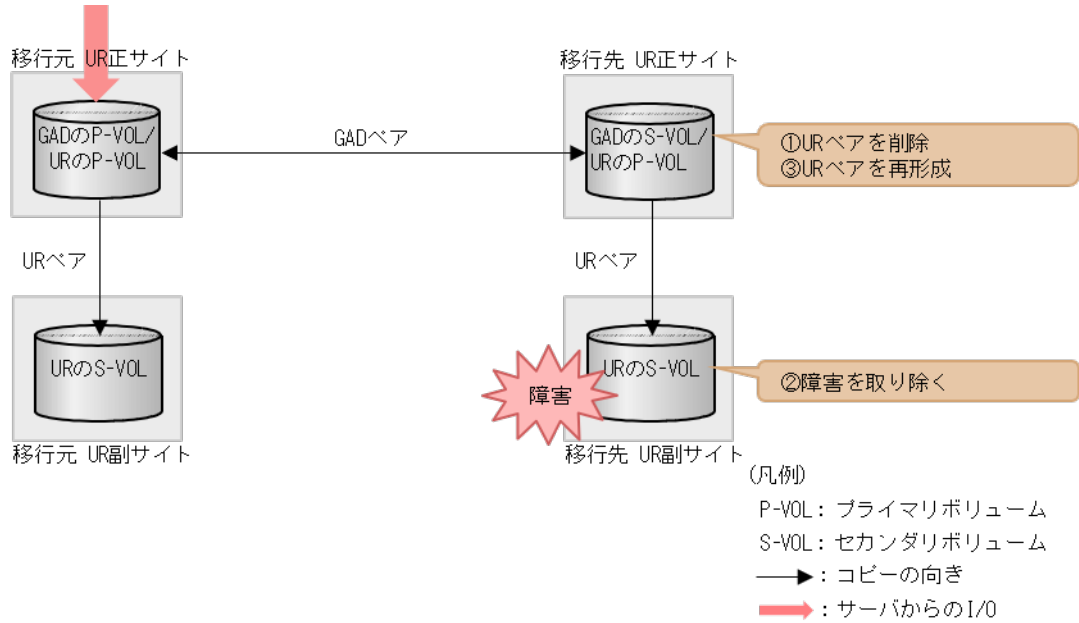 移行元 UR正サイト
移行先 UR正サイト
GADのP-VOL/
URのP-VOL
GADペア
GADのS-VOL/
URのP-VOL
①URペアを削除
③URペアを再形成
URペア
URペア
URのS-VOL
障害
URのS-VOL
②障害を取り除く
移行元 UR副サイト
移行先 UR副サイト
(凡例)
P-VOL：プライマリボリューム
S-VOL：セカンダリボリューム
：コピーの向き
：サーバからのI/O